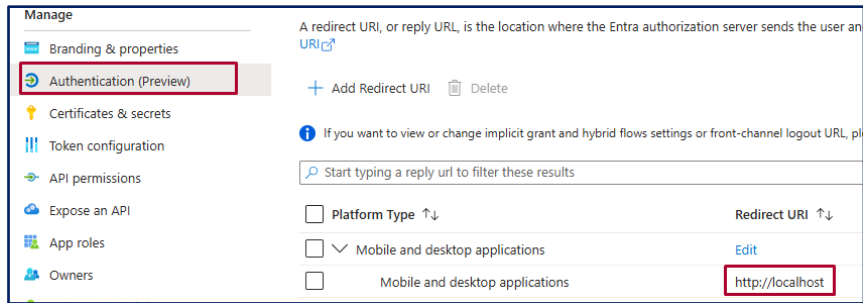 Manage
Branding & properties
Authentication (Preview)
Certificates & secrets
Token configuration
API permissions
Expose an API
App roles
Owners
A redirect URI, or reply URL, is the location where the Entra authorization server sends the user an
URI
Add Redirect URI Delete
If you want to view or change implicit grant and hybrid flows settings or front-channel logout URL, pl
Start typing a reply url to filter these results
Platform Type ↑↓ Redirect URI ↑↓
Mobile and desktop applications Edit
Mobile and desktop applications http://localhost